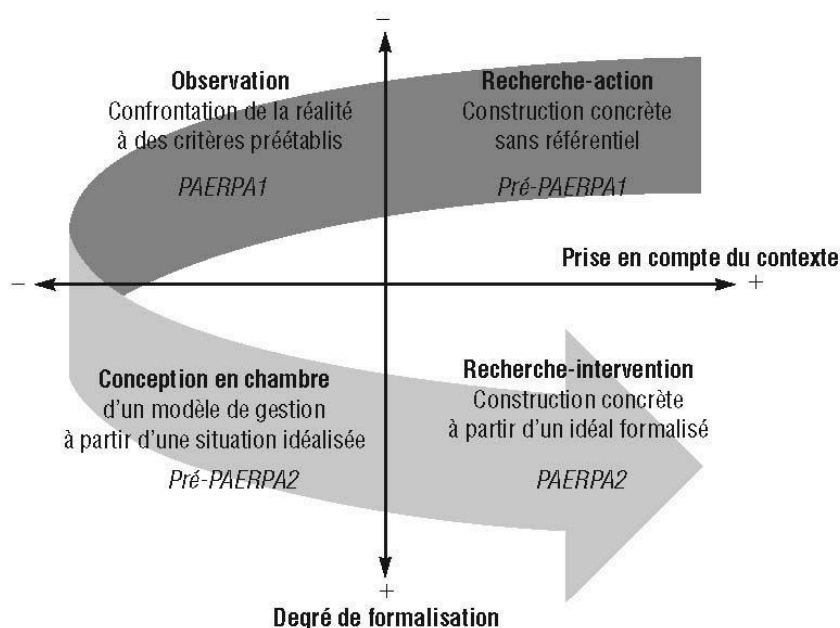 −
Observation
Confrontation de la réalité
à des critères préétablis
PAERPA1
Recherche-action
Construction concrète
sans référentiel
Pré-PAERPA1
Prise en compte du contexte
−
+
Conception en chambre
d'un modèle de gestion
à partir d'une situation idéalisée
Pré-PAERPA2
Recherche-intervention
Construction concrète
à partir d'un idéal formalisé
PAERPA2
+
Degré de formalisation